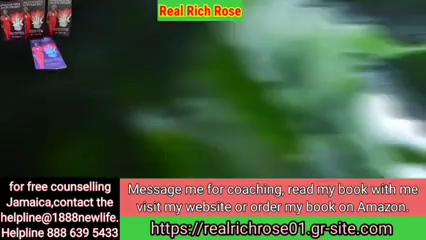 Real Rich Rose
for free counselling
Jamaica,contact the
helpline@1888newlife.
Helpline 888 639 5433
Message me for coaching, read my book with me
visit my website or order my book on Amazon.
https://realrichrose01.gr-site.com